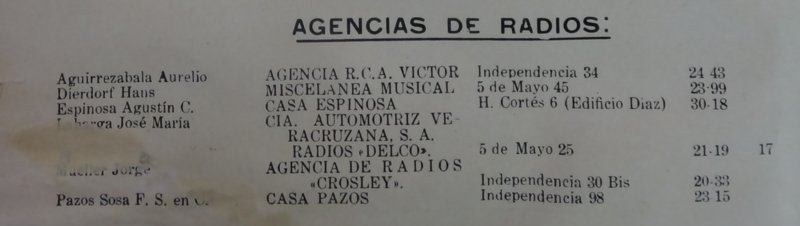 AGENCIAS DE RADIOS:
Aguirrezabala Aurelio AGENCIA R.C.A. VICTOR Independencia 34 24 43
Dierdorf Hans MISCELANEA MUSICAL 5 de Mayo 45 23-99
Espinosa Agustín C. CASA ESPINOSA H. Cortés 6 (Edificio Diaz) 30-18
José María CIA. AUTOMOTRIZ VE-
RACRUZANA, S. A.
RADIOS «DELCO». 5 de Mayo 25 21-19 17
Jorge AGENCIA DE RADIOS
«CROSLEY». Independencia 30 Bis 20-33
Pazos Sosa F. S. en C. CASA PAZOS Independencia 98 23 15